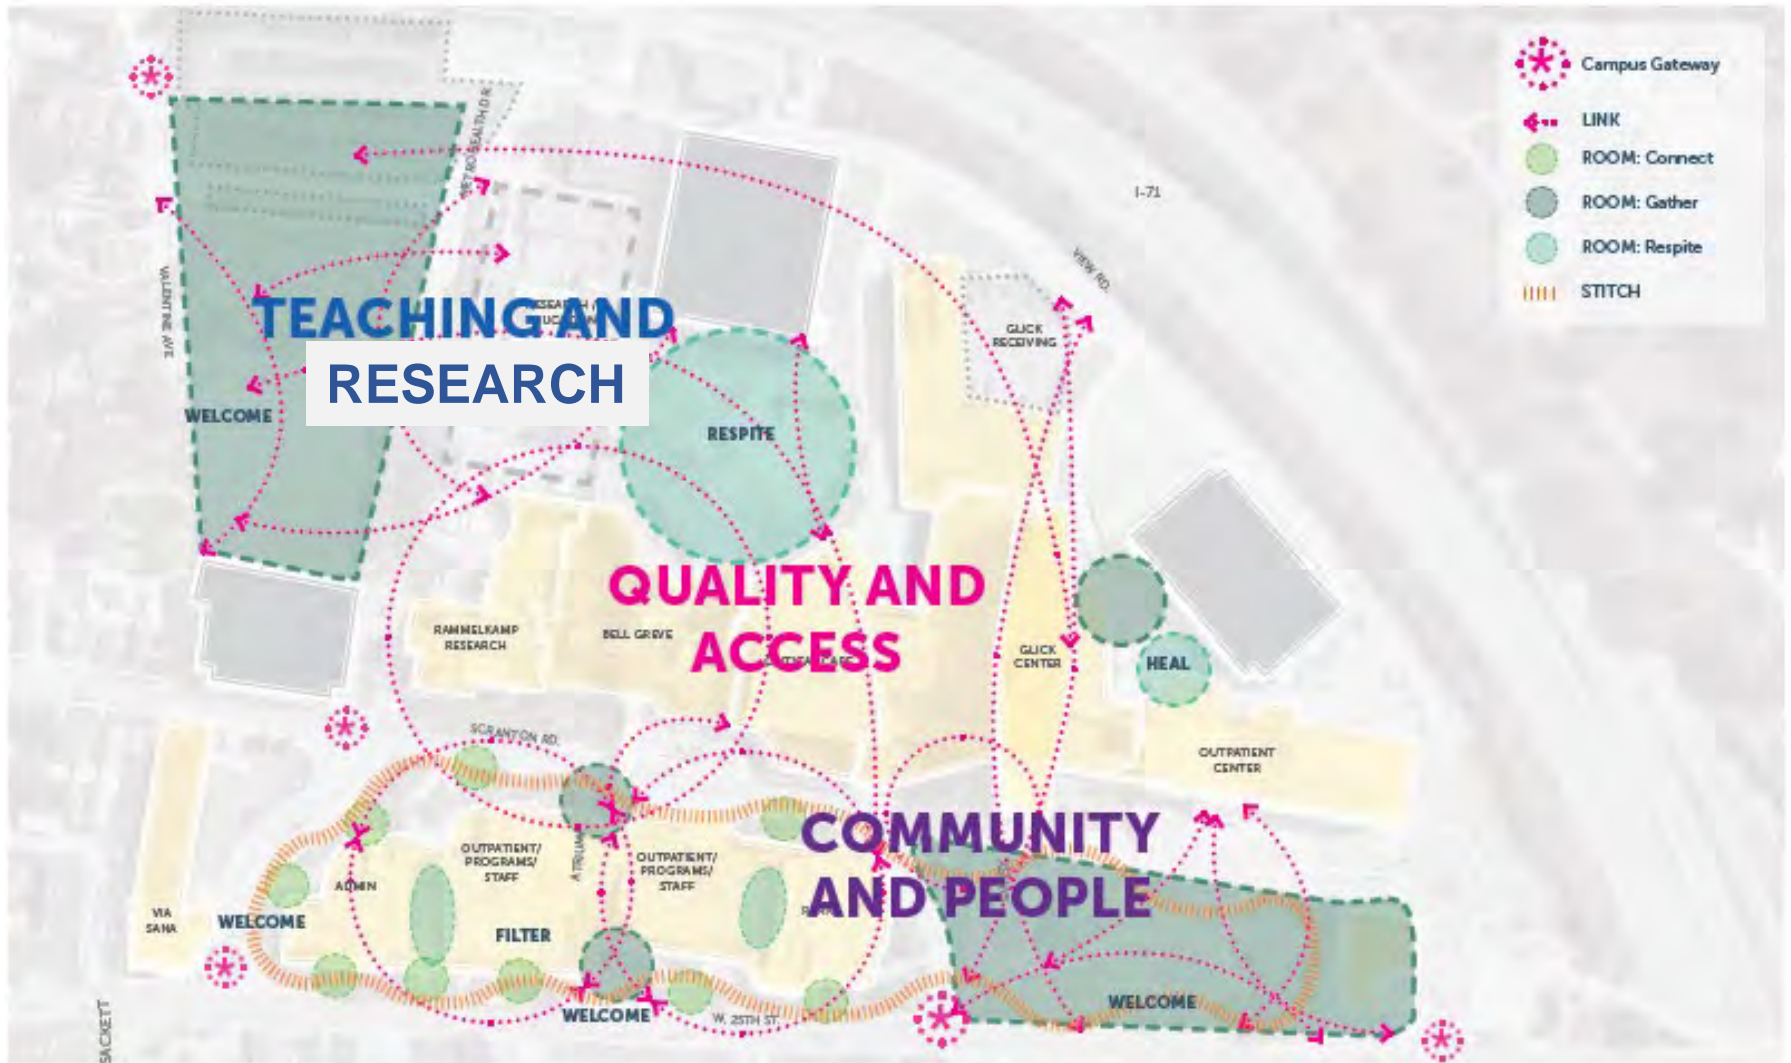 Campus Gateway
LINK
ROOM: Connect
ROOM: Gather
ROOM: Respite
STITCH
METROHEALTH DR.
I-71
VIEW RD.
VALENTINE AVE.
GLICK
RECEIVING
TEACHING AND
RESEARCH
WELCOME
RESPITE
QUALITY AND
ACCESS
RAMMELKAMP
RESEARCH
BELL GREVE
GLICK
CENTER
HEAL
SCRANTON RD.
OUTPATIENT
CENTER
COMMUNITY
AND PEOPLE
OUTPATIENT/
PROGRAMS/
STAFF
ATRIUM
OUTPATIENT/
PROGRAMS/
STAFF
ADMIN
VIA
SANA
WELCOME
FILTER
WELCOME
W. 25TH ST.
WELCOME
SACKETT